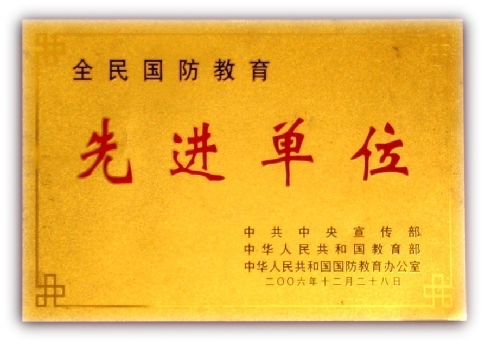 全民国防教育
先进单位
中共中央宣传部
中华人民共和国教育部
中华人民共和国国防教育办公室
二〇〇六年十二月二十八日